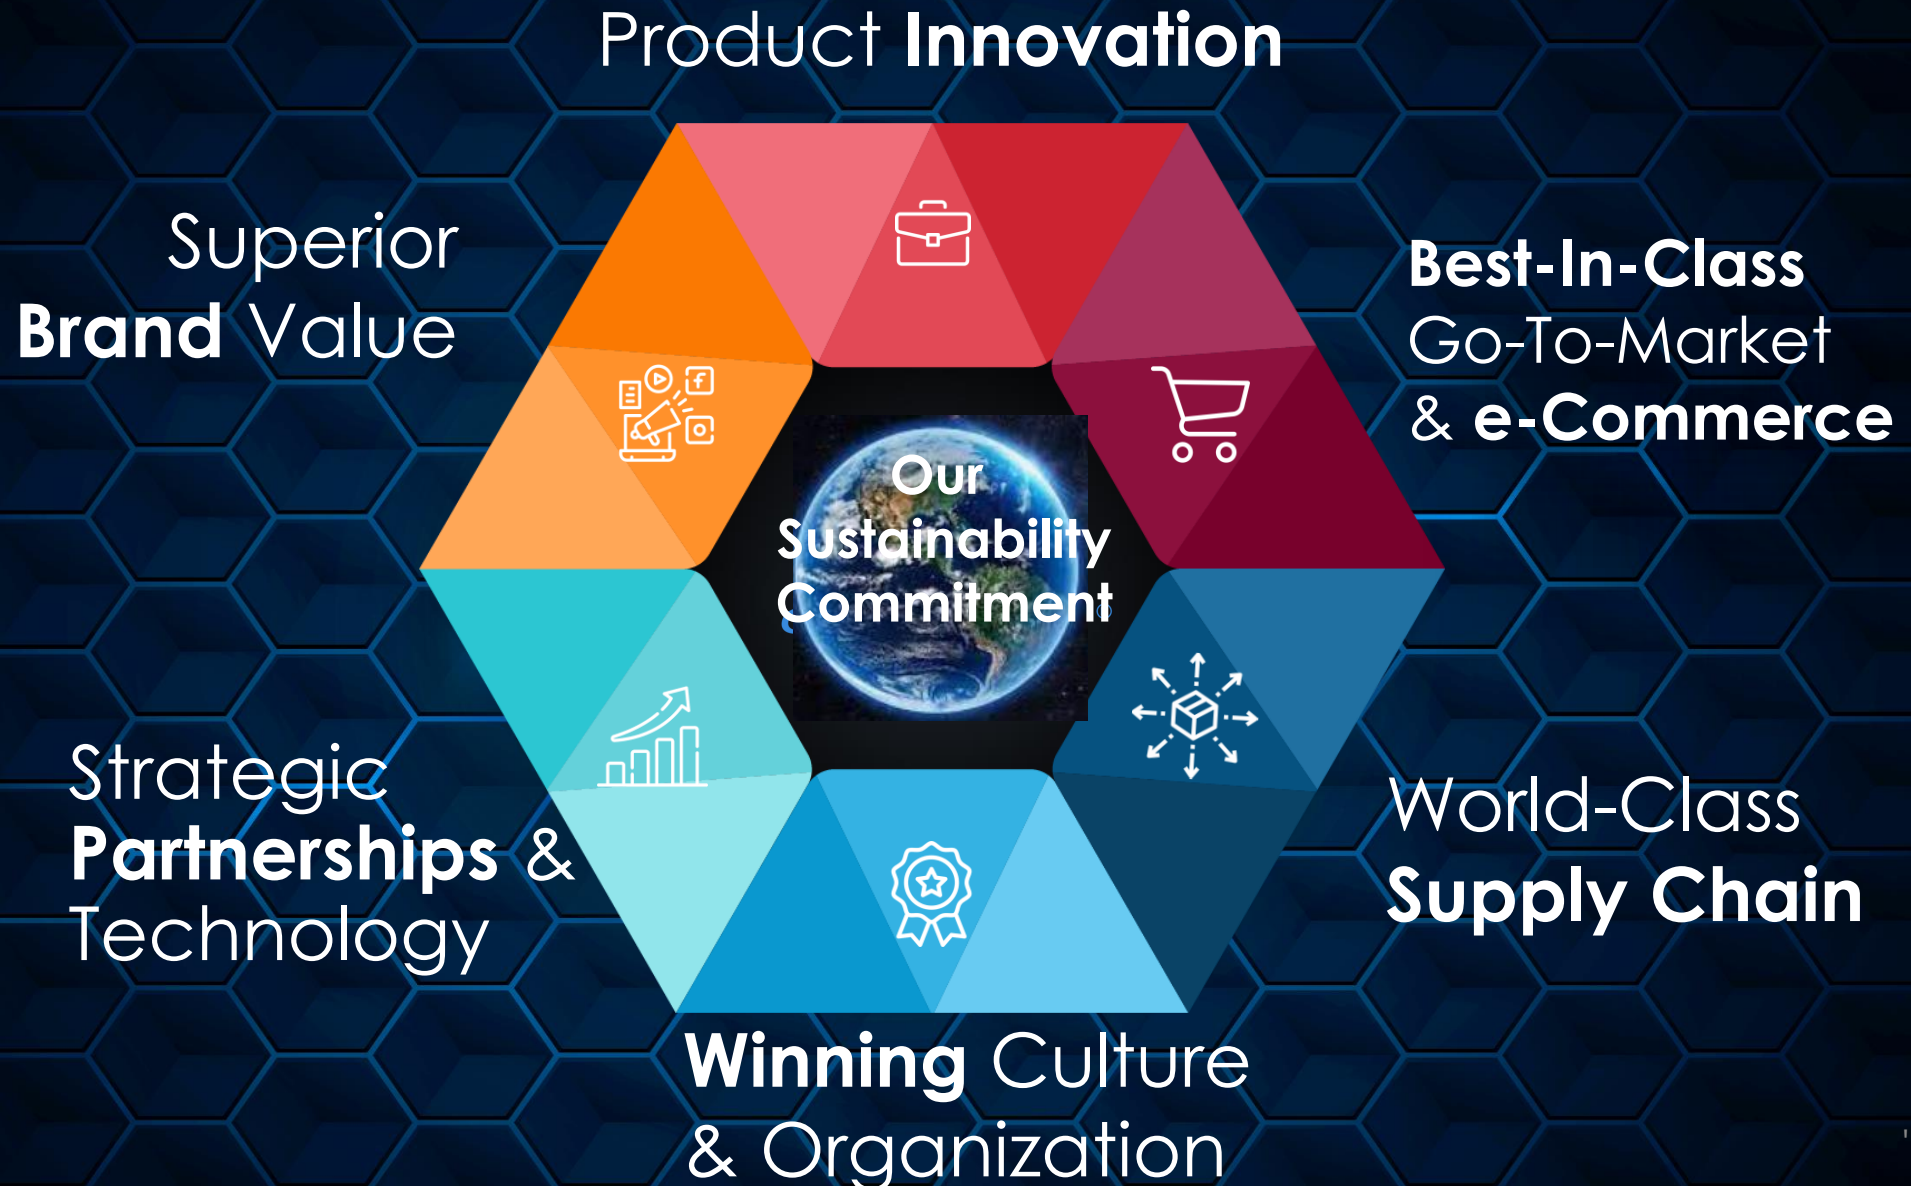 Product Innovation
Superior
Brand Value
Best-In-Class
Go-To-Market
& e-Commerce
Our
Sustainability
Commitment
Strategic
Partnerships &
Technology
World-Class
Supply Chain
Winning Culture
& Organization